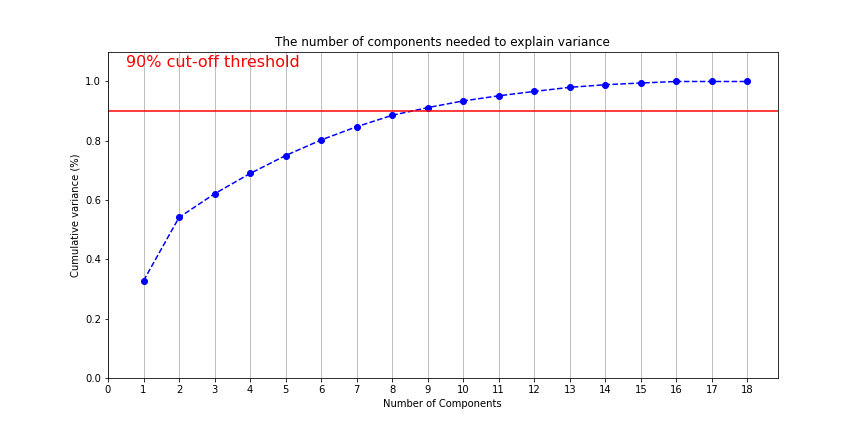 The number of components needed to explain variance
90% cut-off threshold
1.0
0.8
0.6
0.4
0.2
0.0
Cumulative variance (%)
0 1 2 3 4 5 6 7 8 9 10 11 12 13 14 15 16 17 18
Number of Components